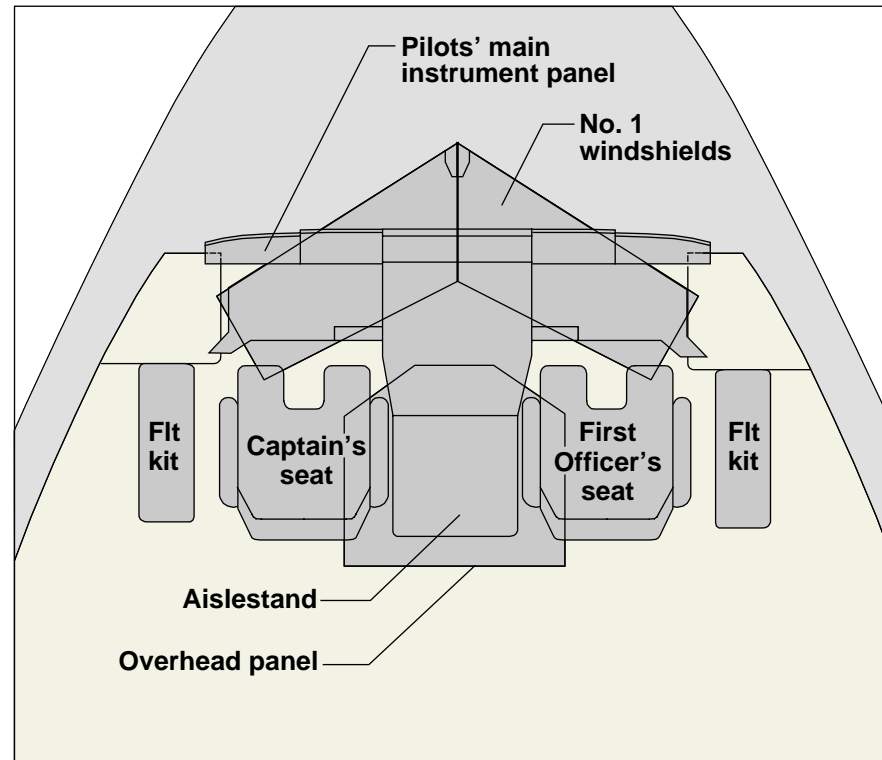 Pilots’ main
instrument panel
No. 1
windshields
Flt
kit
Captain’s
seat
First
Officer’s
seat
Flt
kit
Aislestand
Overhead panel